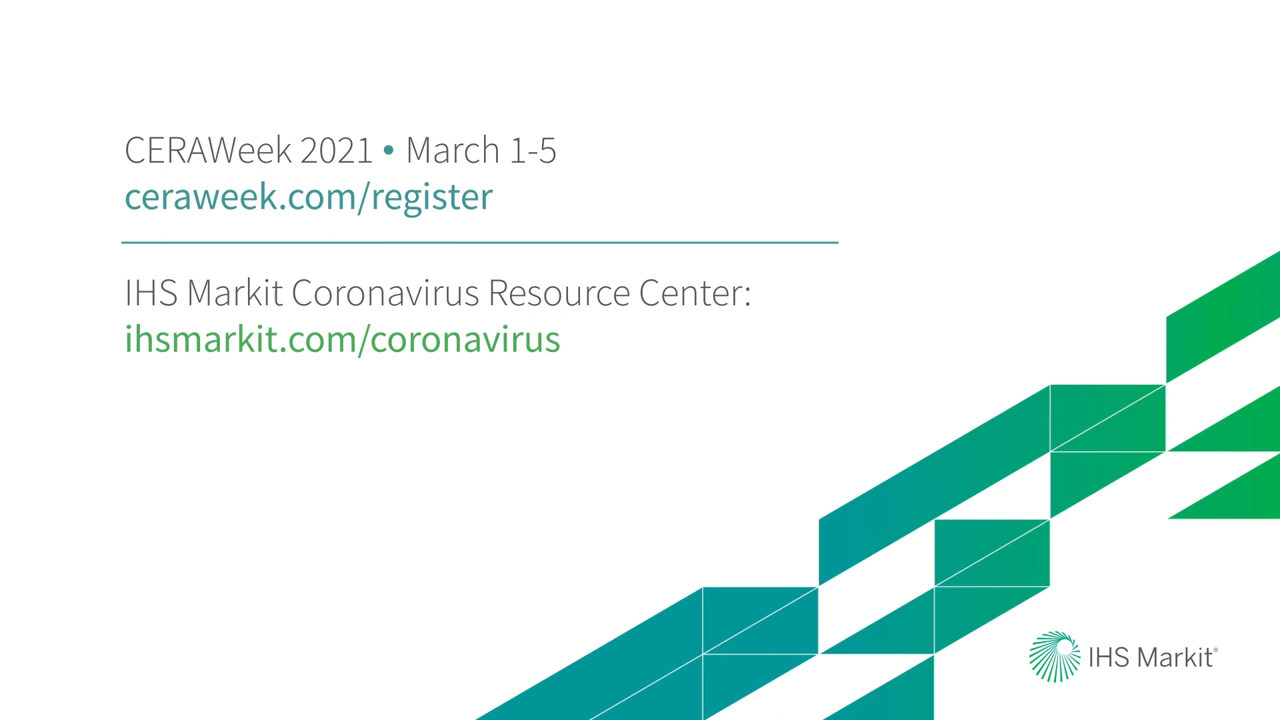 CERAWeek 2021 • March 1-5
ceraweek.com/register
IHS Markit Coronavirus Resource Center:
ihsmarkit.com/coronavirus
IHS Markit®